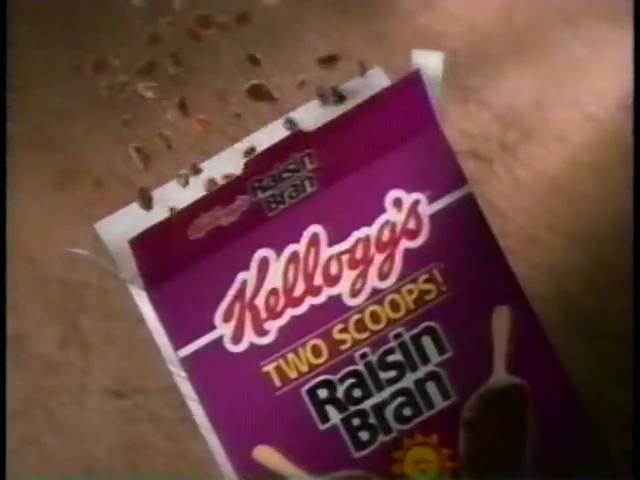 Kellogg's
Raisin
Bran
Kellogg's
TWO SCOOPS!
Raisin
Bran